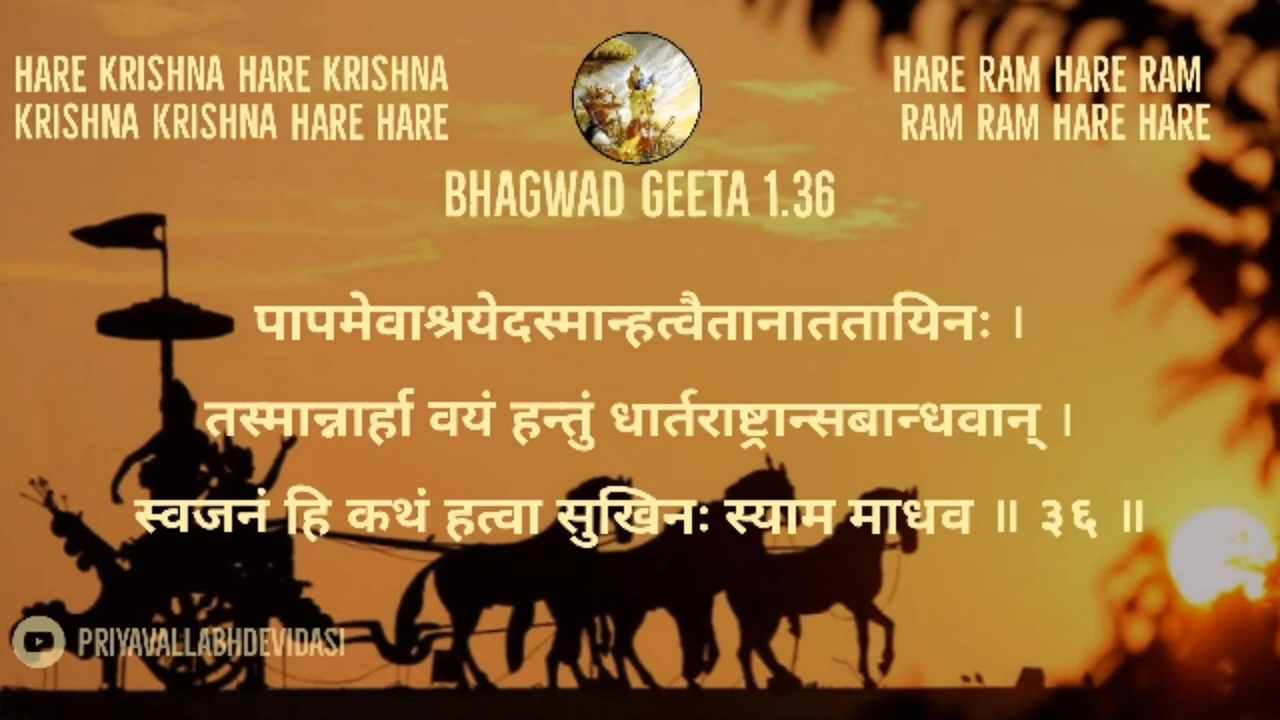 HARE KRISHNA HARE KRISHNA
KRISHNA KRISHNA HARE HARE
HARE RAM HARE RAM
RAM RAM HARE HARE
BHAGWAD GEETA 1.36
पापमेवाश्रयेदस्मान्हत्वैतानाततायिनः ।
तस्मान्नार्हा वयं हन्तुं धार्तराष्ट्रान्सबान्धवान् ।
स्वजनं हि कथं हत्वा सुखिनः स्याम माधव ॥ ३६ ॥
PRIYAVALLABHDEVIDASI